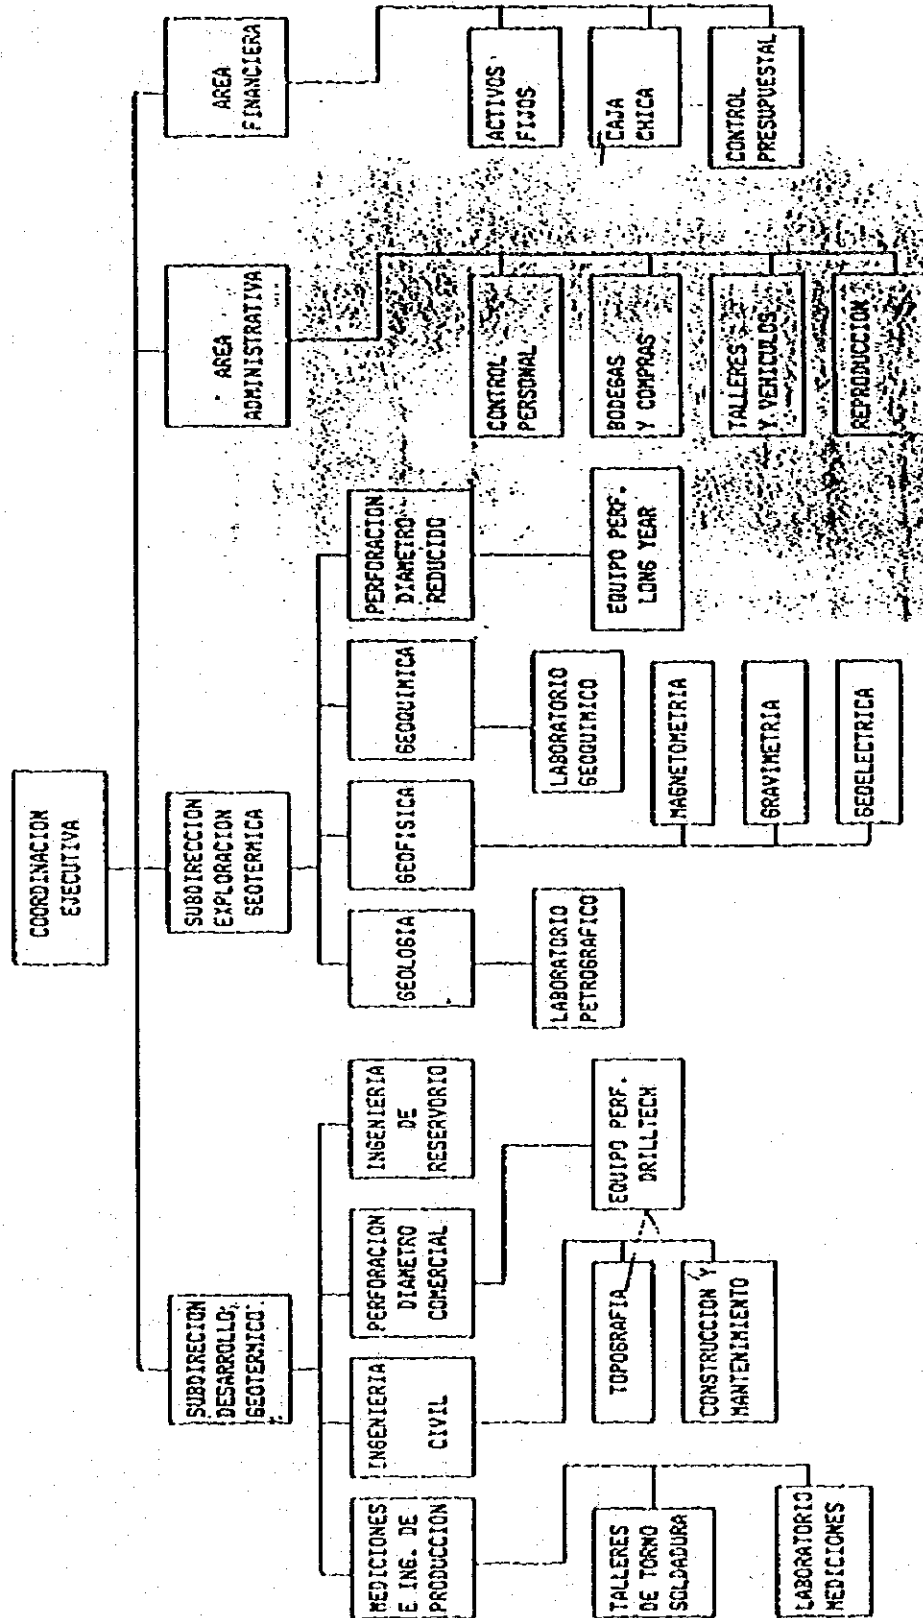 COORDINACION
EJECUTIVA
SUBDIRECION
DESARROLLO
GEOTERMICO
SUBDIRECCION
EXPLORACION
GEOTERMICA
AREA
ADMINISTRATIVA
AREA
FINANCIERA
MEDICIONES
E ING. DE
PRODUCCION
INGENIERIA
CIVIL
PERFORACION
DIAMETRO
COMERCIAL
INGENIERIA
DE
RESERVORIO
GEOLOGIA
GEOFISICA
GEOQUIMICA
PERFORACION
DIAMETRO
REDUCIDO
TALLERES
DE TORNO
SOLDADURA
LABORATORIO
MEDICIONES
TOPOGRAFIA
CONSTRUCCION Y
MANTENIMIENTO
EQUIPO PERF.
DRILLTECH
LABORATORIO
PETROGRAFICO
MAGNETOMETRIA
GRAVIMETRIA
GEOELECTRICA
LABORATORIO
GEOQUIMICO
EQUIPO PERF.
LONG YEAR
CONTROL
PERSONAL
BODEGAS
Y COMPRAS
TALLERES
Y VEHICULOS
REPRODUCCION
ACTIVOS
FIJOS
CAJA
CHICA
CONTROL
PRESUPUESTAL